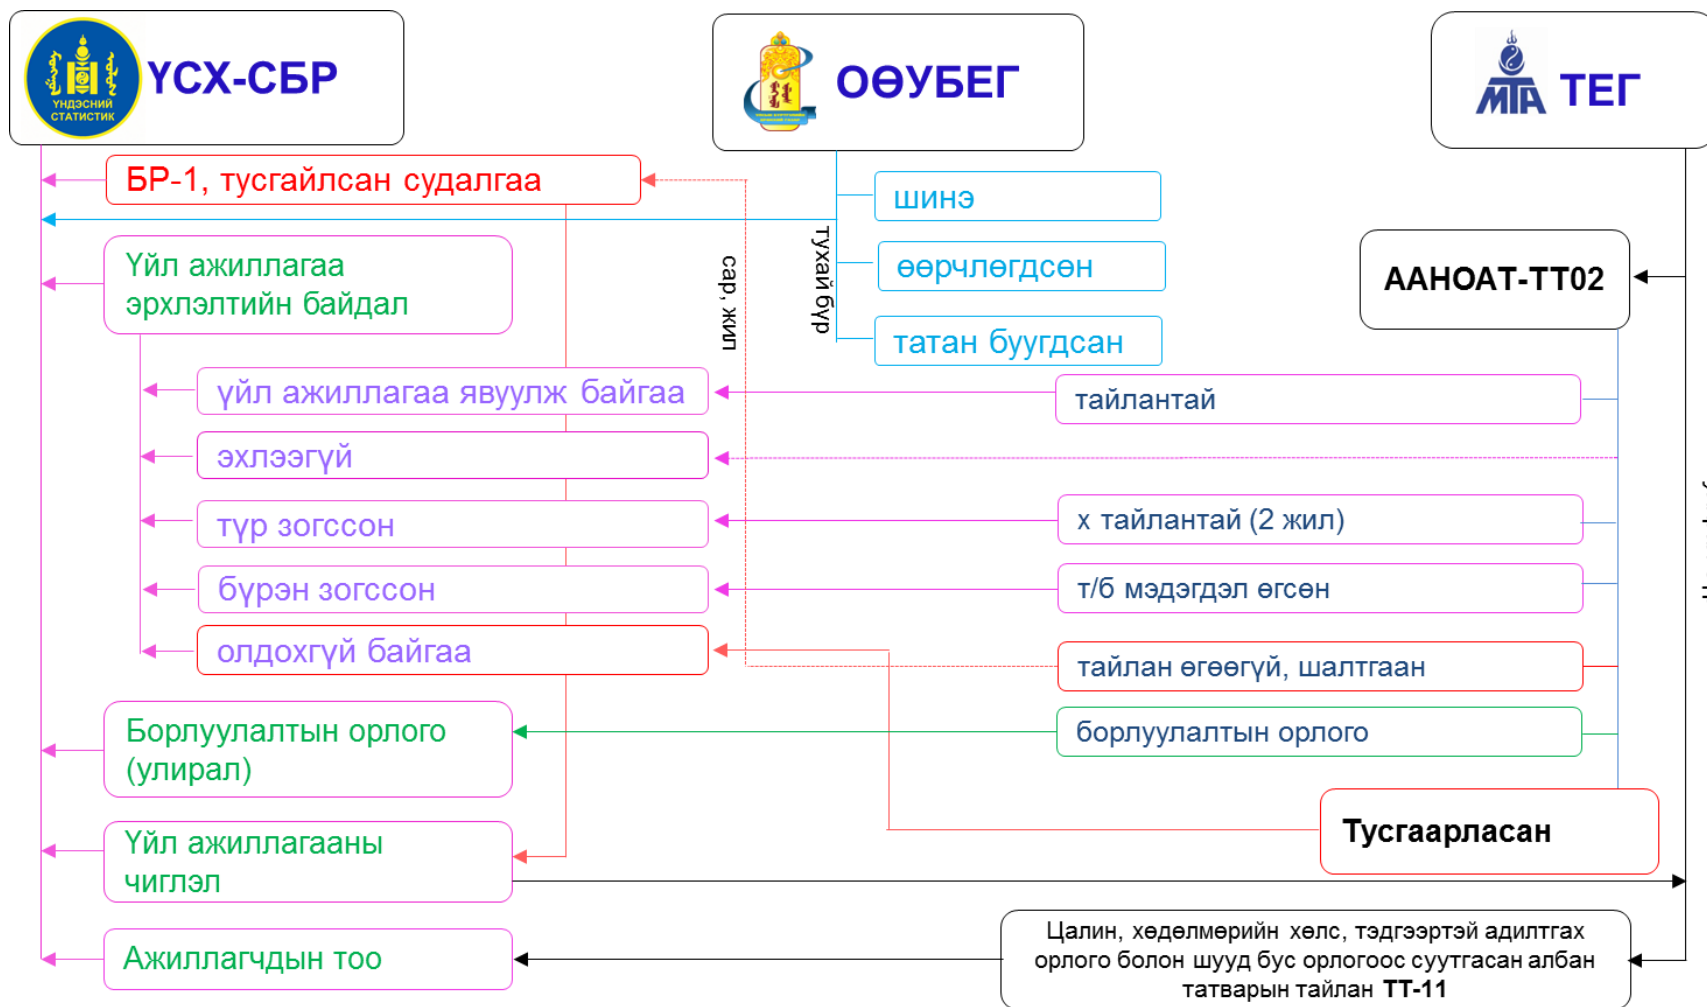 ҮНДЭСНИЙ
СТАТИСТИК
ҮСХ-СБР
ОӨУБЕГ
МТА
ТЕГ
БР-1, тусгайлсан судалгаа
шинэ
өөрчлөгдсөн
татан буугдсан
тухай бүр
сар, жил
Үйл ажиллагаа
эрхлэлтийн байдал
ААНОАТ-ТТ02
үйл ажиллагаа явуулж байгаа
тайлантай
эхлээгүй
түр зогссон
х тайлантай (2 жил)
бүрэн зогссон
т/б мэдэгдэл өгсөн
олдохгүй байгаа
тайлан өгөөгүй, шалтгаан
Борлуулалтын орлого
(улирал)
борлуулалтын орлого
Тусгаарласан
Үйл ажиллагааны
чиглэл
Ажиллагчдын тоо
Цалин, хөдөлмөрийн хөлс, тэдгээртэй адилтгах
орлого болон шууд бус орлогоос суутгасан албан
татварын тайлан ТТ-11